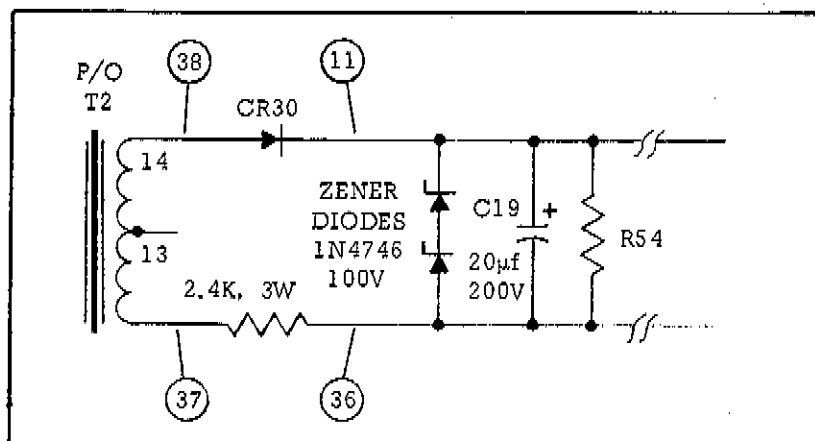 P/O
T2
38
11
CR30
14
13
ZENER
DIODES
1N4746
100V
C19
+
20µf
200V
R54
2.4K, 3W
37
36